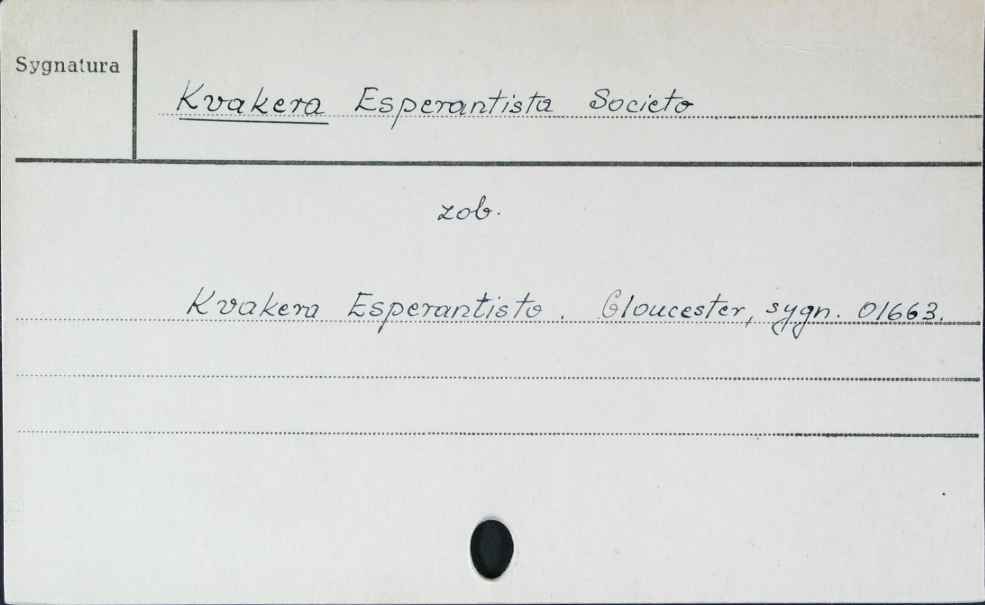 Sygnatura
Kvakera Esperantista Societo
zob.
Kvakera Esperantisto. Gloucester, sygn. 01663.